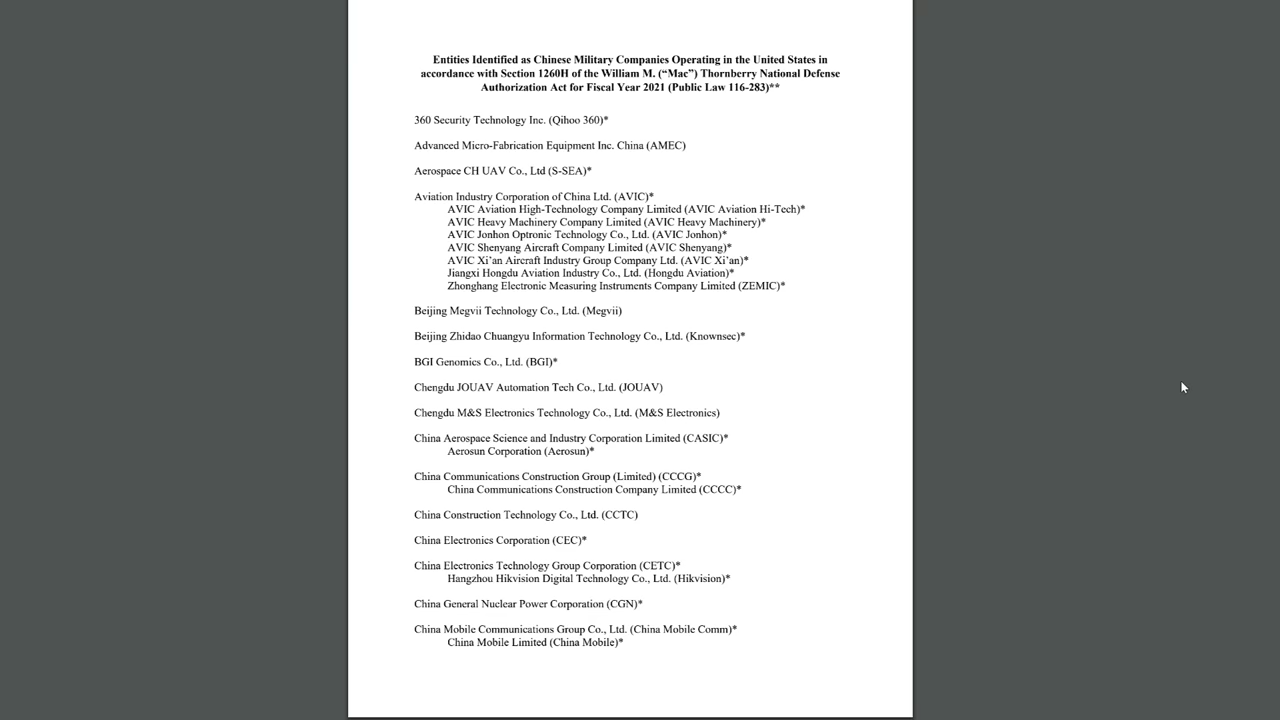 Entities Identified as Chinese Military Companies Operating in the United States in
accordance with Section 1260H of the William M. (“Mac”) Thornberry National Defense
Authorization Act for Fiscal Year 2021 (Public Law 116-283)**
360 Security Technology Inc. (Qihoo 360)*
Advanced Micro-Fabrication Equipment Inc. China (AMEC)
Aerospace CH UAV Co., Ltd (S-SEA)*
Aviation Industry Corporation of China Ltd. (AVIC)*
AVIC Aviation High-Technology Company Limited (AVIC Aviation Hi-Tech)*
AVIC Heavy Machinery Company Limited (AVIC Heavy Machinery)*
AVIC Jonhon Optronic Technology Co., Ltd. (AVIC Jonhon)*
AVIC Shenyang Aircraft Company Limited (AVIC Shenyang)*
AVIC Xi’an Aircraft Industry Group Company Ltd. (AVIC Xi’an)*
Jiangxi Hongdu Aviation Industry Co., Ltd. (Hongdu Aviation)*
Zhonghang Electronic Measuring Instruments Company Limited (ZEMIC)*
Beijing Megvii Technology Co., Ltd. (Megvii)
Beijing Zhidao Chuangyu Information Technology Co., Ltd. (Knownsec)*
BGI Genomics Co., Ltd. (BGI)*
Chengdu JOUAV Automation Tech Co., Ltd. (JOUAV)
Chengdu M&S Electronics Technology Co., Ltd. (M&S Electronics)
China Aerospace Science and Industry Corporation Limited (CASIC)*
Aerosun Corporation (Aerosun)*
China Communications Construction Group (Limited) (CCCG)*
China Communications Construction Company Limited (CCCC)*
China Construction Technology Co., Ltd. (CCTC)
China Electronics Corporation (CEC)*
China Electronics Technology Group Corporation (CETC)*
Hangzhou Hikvision Digital Technology Co., Ltd. (Hikvision)*
China General Nuclear Power Corporation (CGN)*
China Mobile Communications Group Co., Ltd. (China Mobile Comm)*
China Mobile Limited (China Mobile)*